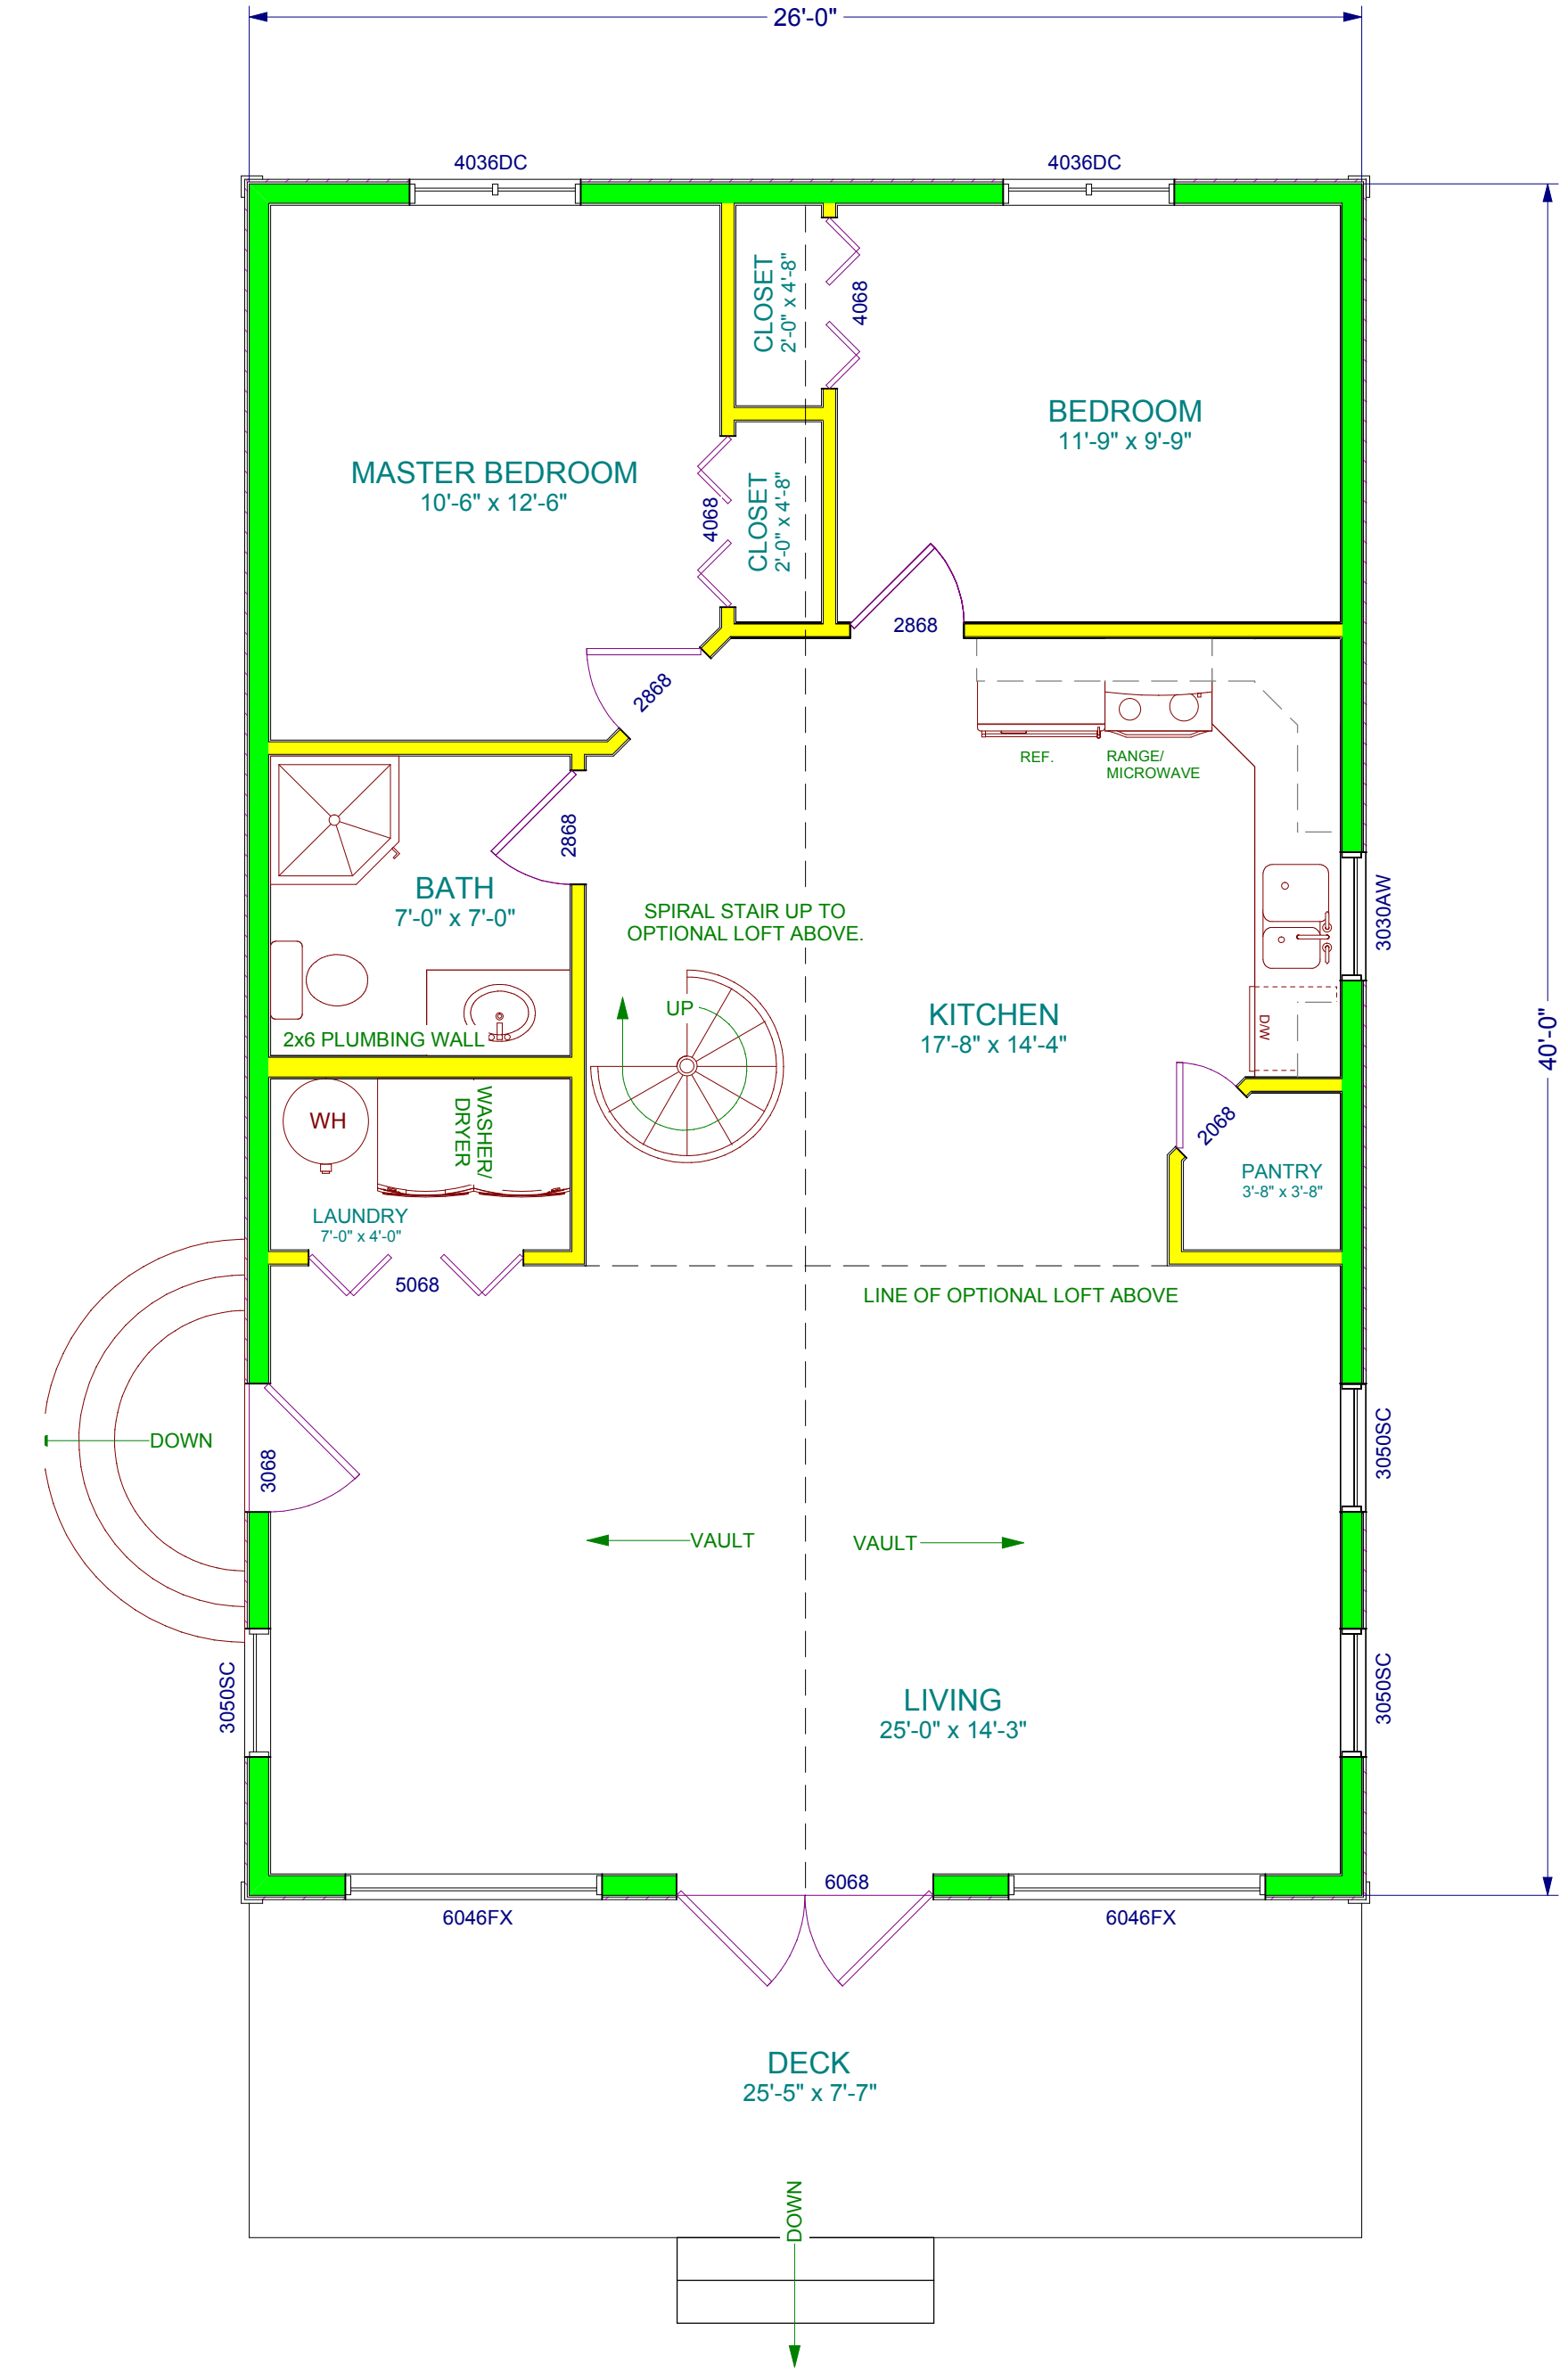 26'-0"
4036DC
4036DC
CLOSET
2'-0" x 4'-8"
4068
BEDROOM
11'-9" x 9'-9"
MASTER BEDROOM
10'-6" x 12'-6"
4068
CLOSET
2'-0" x 4'-8"
2868
2868
REF.
RANGE/
MICROWAVE
2868
BATH
7'-0" x 7'-0"
SPIRAL STAIR UP TO
OPTIONAL LOFT ABOVE.
3030AW
UP
KITCHEN
17'-8" x 14'-4"
D/W
40'-0"
2x6 PLUMBING WALL
WH
WASHER/
DRYER
2068
PANTRY
3'-8" x 3'-8"
LAUNDRY
7'-0" x 4'-0"
5068
LINE OF OPTIONAL LOFT ABOVE
DOWN
3068
3050SC
VAULT
VAULT
3050SC
3050SC
LIVING
25'-0" x 14'-3"
6068
6046FX
6046FX
DECK
25'-5" x 7'-7"
DOWN